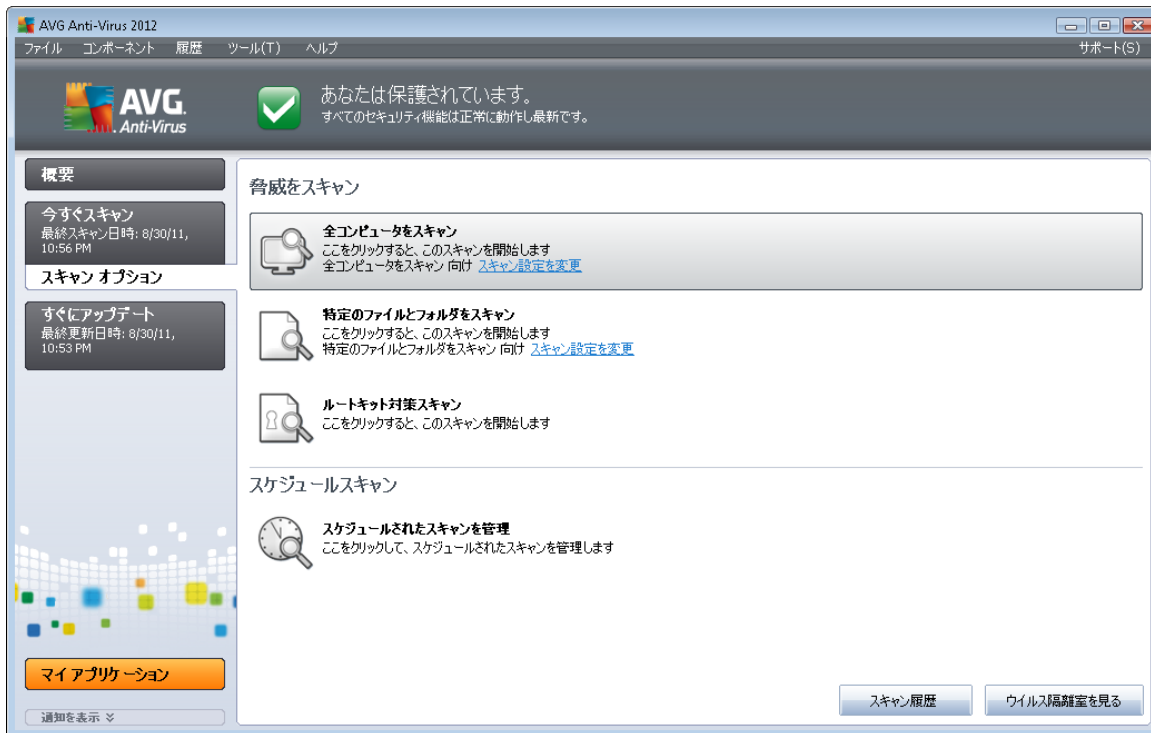 AVG Anti-Virus 2012
ファイル コンポーネント 履歴 ツール(T) ヘルプ サポート(S)
AVG.
Anti-Virus
あなたは保護されています。
すべてのセキュリティ機能は正常に動作し最新です。
概要
今すぐスキャン
最終スキャン日時: 8/30/11,
10:56 PM
スキャン オプション
すぐにアップデート
最終更新日時: 8/30/11,
10:53 PM
マイ アプリケーション
通知を表示
脅威をスキャン
全コンピュータをスキャン
ここをクリックすると、このスキャンを開始します
全コンピュータをスキャン 向け スキャン設定を変更
特定のファイルとフォルダをスキャン
ここをクリックすると、このスキャンを開始します
特定のファイルとフォルダをスキャン 向け スキャン設定を変更
ルートキット対策スキャン
ここをクリックすると、このスキャンを開始します
スケジュールスキャン
スケジュールされたスキャンを管理
ここをクリックして、スケジュールされたスキャンを管理します
スキャン履歴 ウイルス隔離室を見る